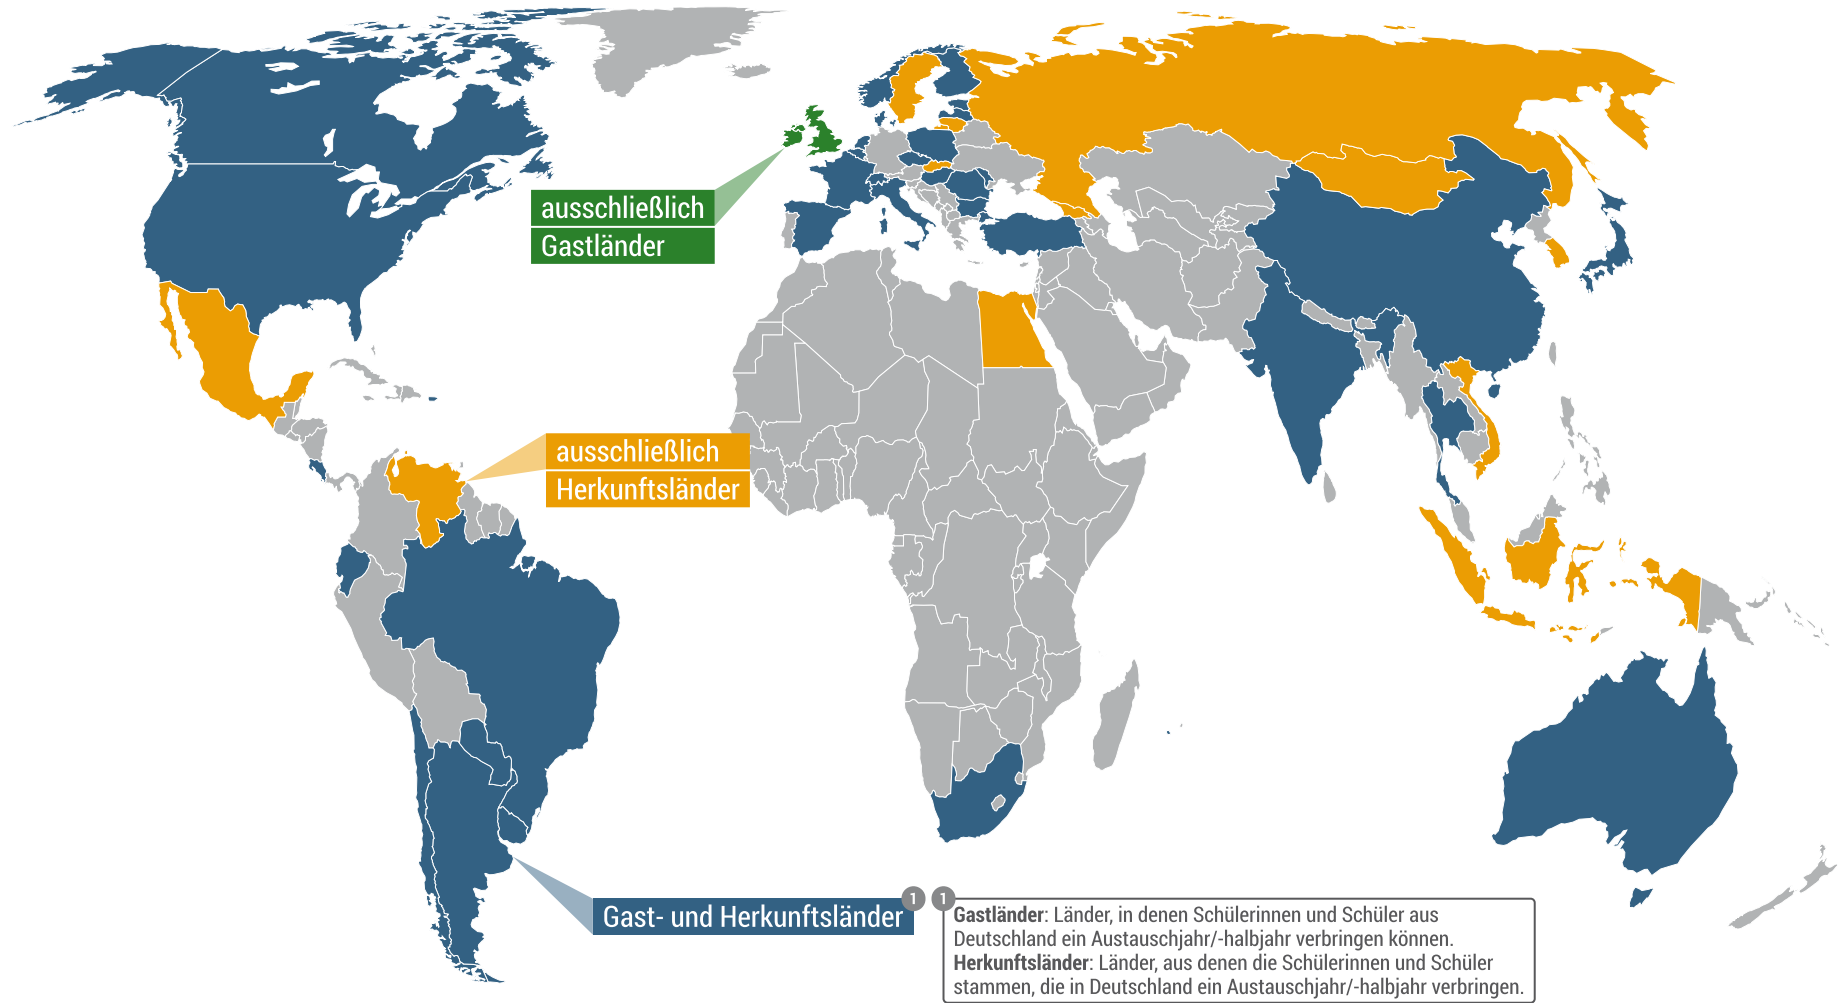 ausschließlich
Gastländer
ausschließlich
Herkunftsländer
Gast- und Herkunftsländer 1
1
Gastländer: Länder, in denen Schülerinnen und Schüler aus
Deutschland ein Austauschjahr/-halbjahr verbringen können.
Herkunftsländer: Länder, aus denen die Schülerinnen und Schüler
stammen, die in Deutschland ein Austauschjahr/-halbjahr verbringen.